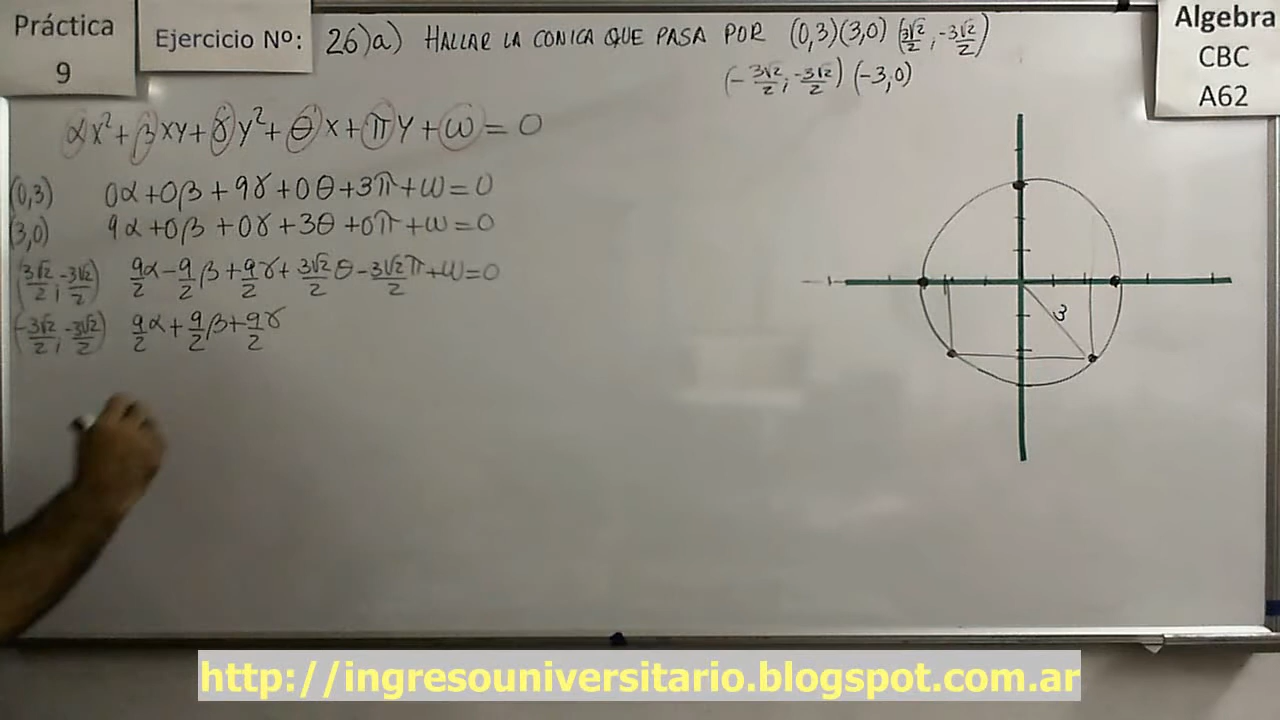 Práctica
9
Ejercicio Nº:
26)a) HALLAR LA CONICA QUE PASA POR (0,3)(3,0) (3√2/2 ; -3√2/2)
(-3√2/2 ; -3√2/2) (-3,0)
Algebra
CBC
A62
αx² + βxy + γy² + θx + πy + ω = 0
(0,3) 0α + 0β + 9γ + 0θ + 3π + ω = 0
(3,0) 9α + 0β + 0γ + 3θ + 0π + ω = 0
(3√2/2 ; -3√2/2) 9/2α - 9/2β + 9/2γ + 3√2/2θ - 3√2/2π + ω = 0
(-3√2/2 ; -3√2/2) 9/2α + 9/2β + 9/2γ
3
http://ingresouniversitario.blogspot.com.ar